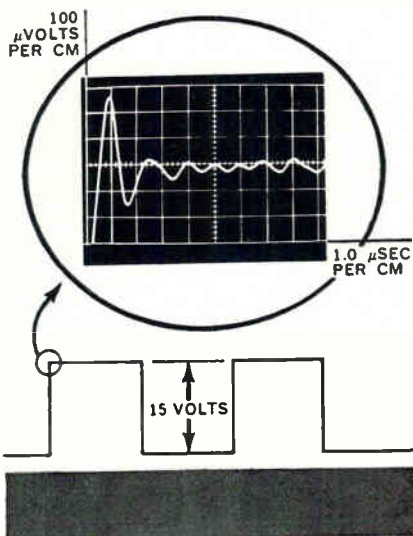 100
μVOLTS
PER CM
1.0 μSEC
PER CM
15 VOLTS